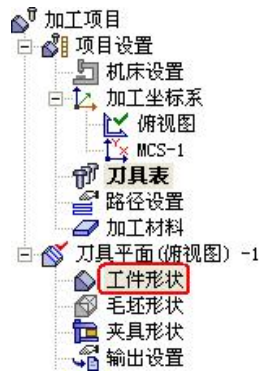 加工项目
项目设置
机床设置
加工坐标系
俯视图
MCS-1
刀具表
路径设置
加工材料
刀具平面(俯视图) -1
工件形状
毛坯形状
夹具形状
输出设置